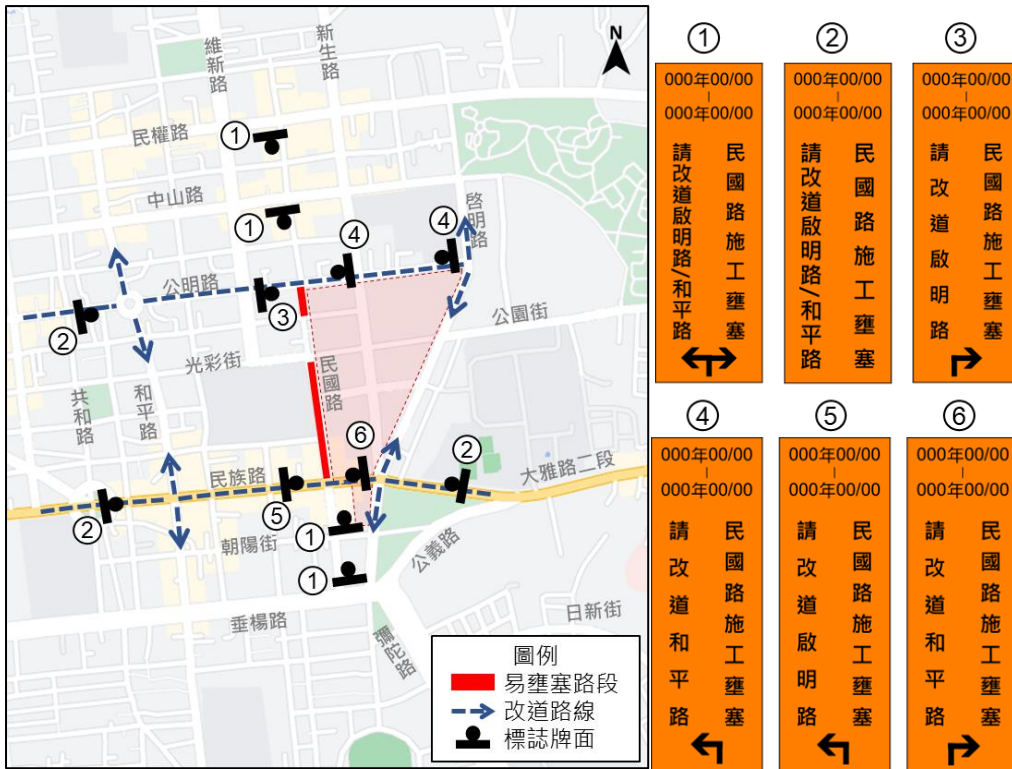 N
維新路
新生路
民權路
①
中山路
①
④
④
啓明路
公明路
②
③
公園街
光彩街
民國路
共和路
和平路
⑥
②
大雅路二段
民族路
⑤
②
朝陽街
①
公義路
①
垂楊路
日新街
彌陀路
圖例
易壅塞路段
改道路線
標誌牌面
①
000年00/00
|
000年00/00
民國路施工壅塞
請改道啟明路/和平路
②
000年00/00
|
000年00/00
民國路施工壅塞
請改道啟明路/和平路
③
000年00/00
|
000年00/00
民國路施工壅塞
請改道啟明路
④
000年00/00
|
000年00/00
民國路施工壅塞
請改道和平路
⑤
000年00/00
|
000年00/00
民國路施工壅塞
請改道啟明路
⑥
000年00/00
|
000年00/00
民國路施工壅塞
請改道和平路